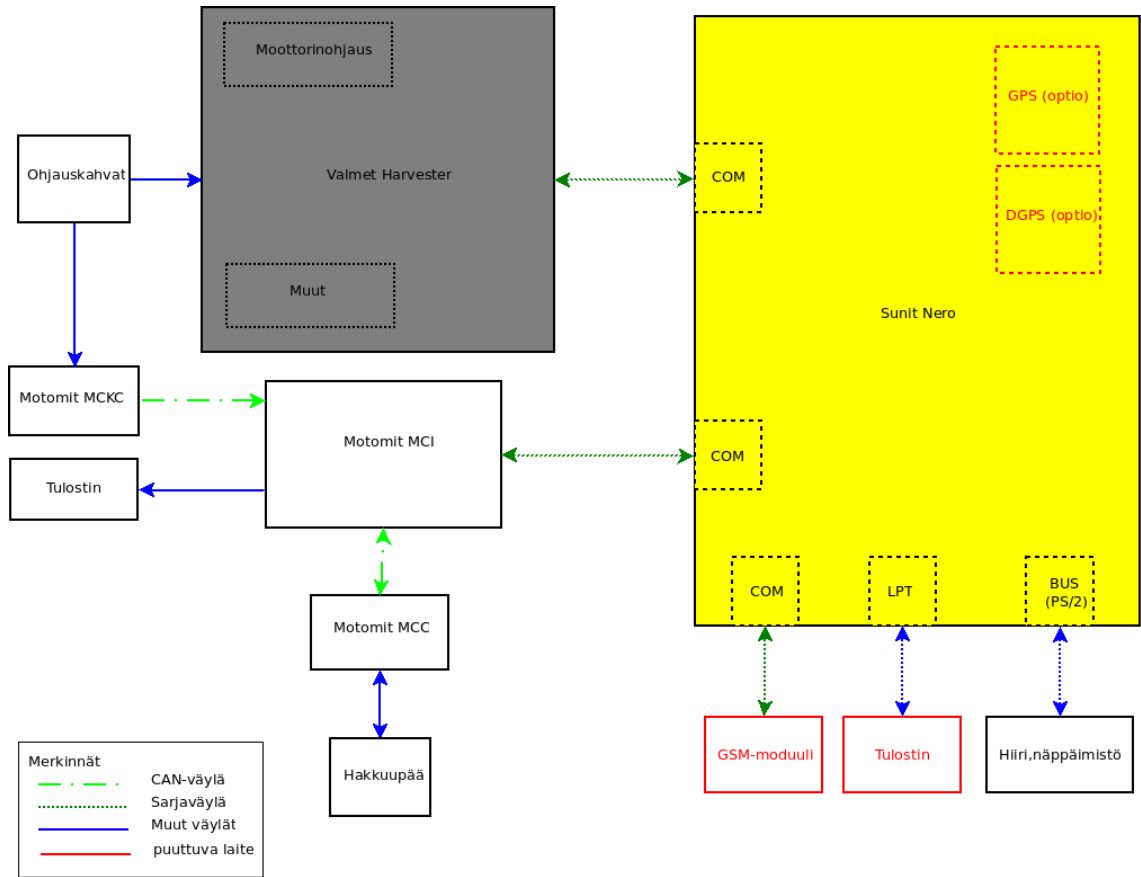 Moottorinohjaus
GPS (optio)
Ohjauskahvat
Valmet Harvester
COM
DGPS (optio)
Muut
Sunit Nero
Motomit MCKC
Motomit MCI
COM
Tulostin
Motomit MCC
COM
LPT
BUS
(PS/2)
Hakkuupää
GSM-moduuli
Tulostin
Hiiri,näppäimistö
Merkinnät
CAN-väylä
Sarjaväylä
Muut väylät
puuttuva laite